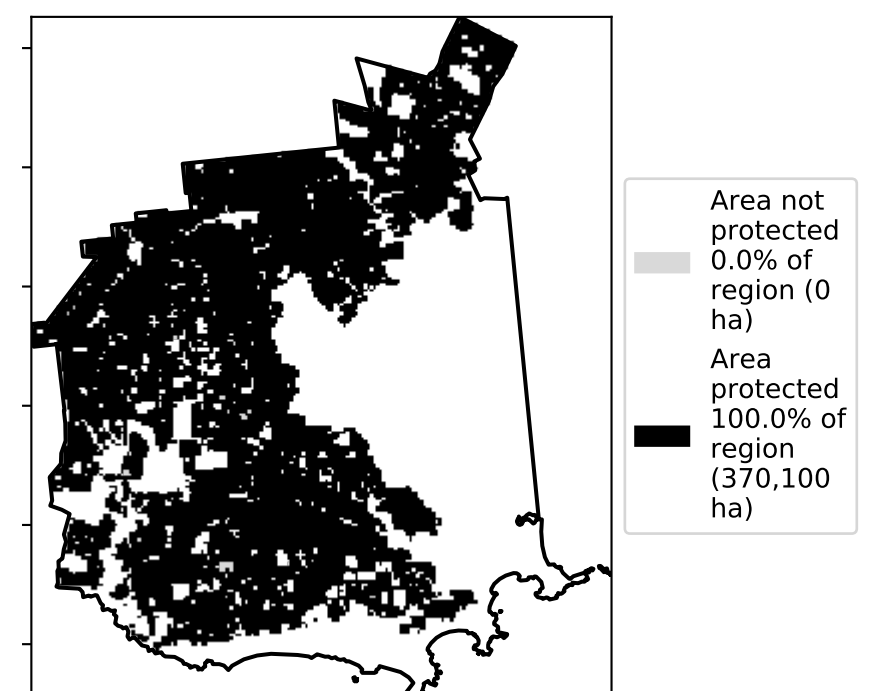 Area not
protected
0.0% of
region (0
ha)
Area
protected
100.0% of
region
(370,100
ha)